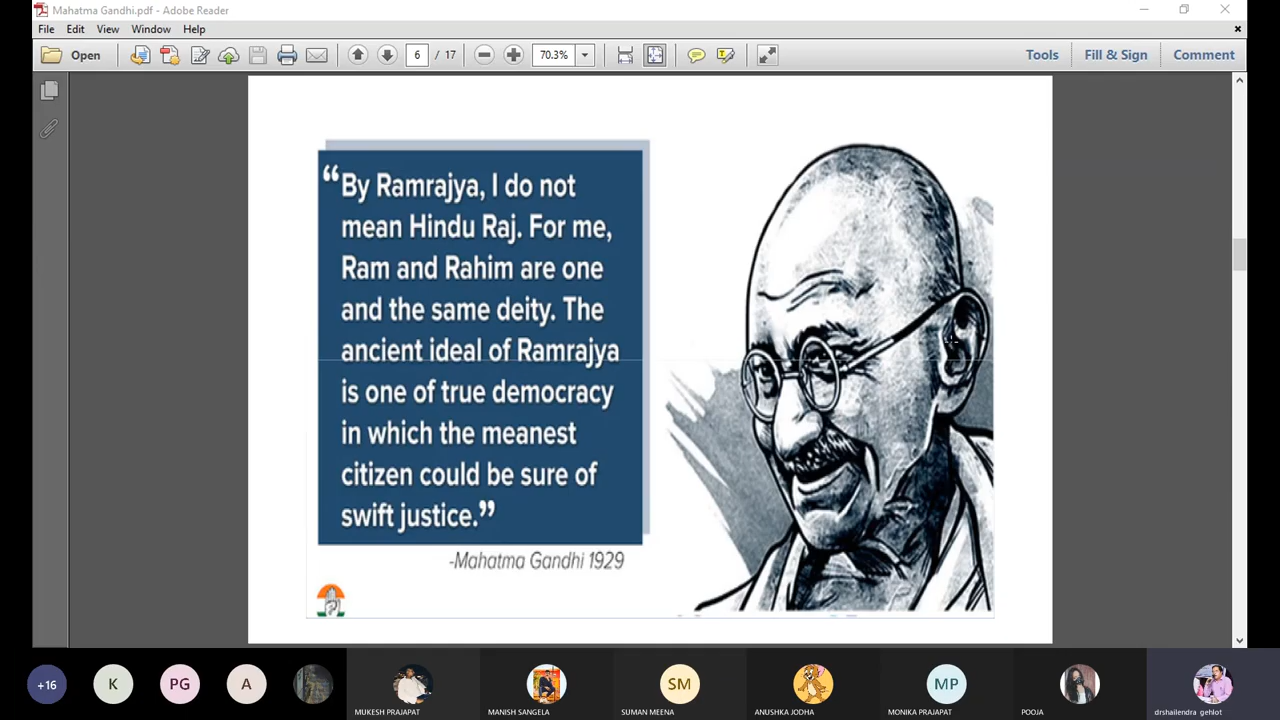 Mahatma Gandhi.pdf - Adobe Reader
File Edit View Window Help
Open 6 / 17 70.3% Tools Fill & Sign Comment
“By Ramrajya, I do not
mean Hindu Raj. For me,
Ram and Rahim are one
and the same deity. The
ancient ideal of Ramrajya
is one of true democracy
in which the meanest
citizen could be sure of
swift justice.”
-Mahatma Gandhi 1929
+16 K PG A SM MP
MUKESH PRAJAPAT MANISH SANGELA SUMAN MEENA ANUSHKA JODHA MONIKA PRAJAPAT POOJA drshailendra gehlot